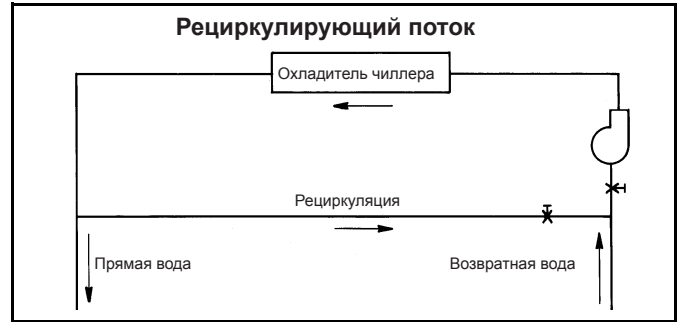 Рециркулирующий поток
Охладитель чиллера
Рециркуляция
Прямая вода
Возвратная вода